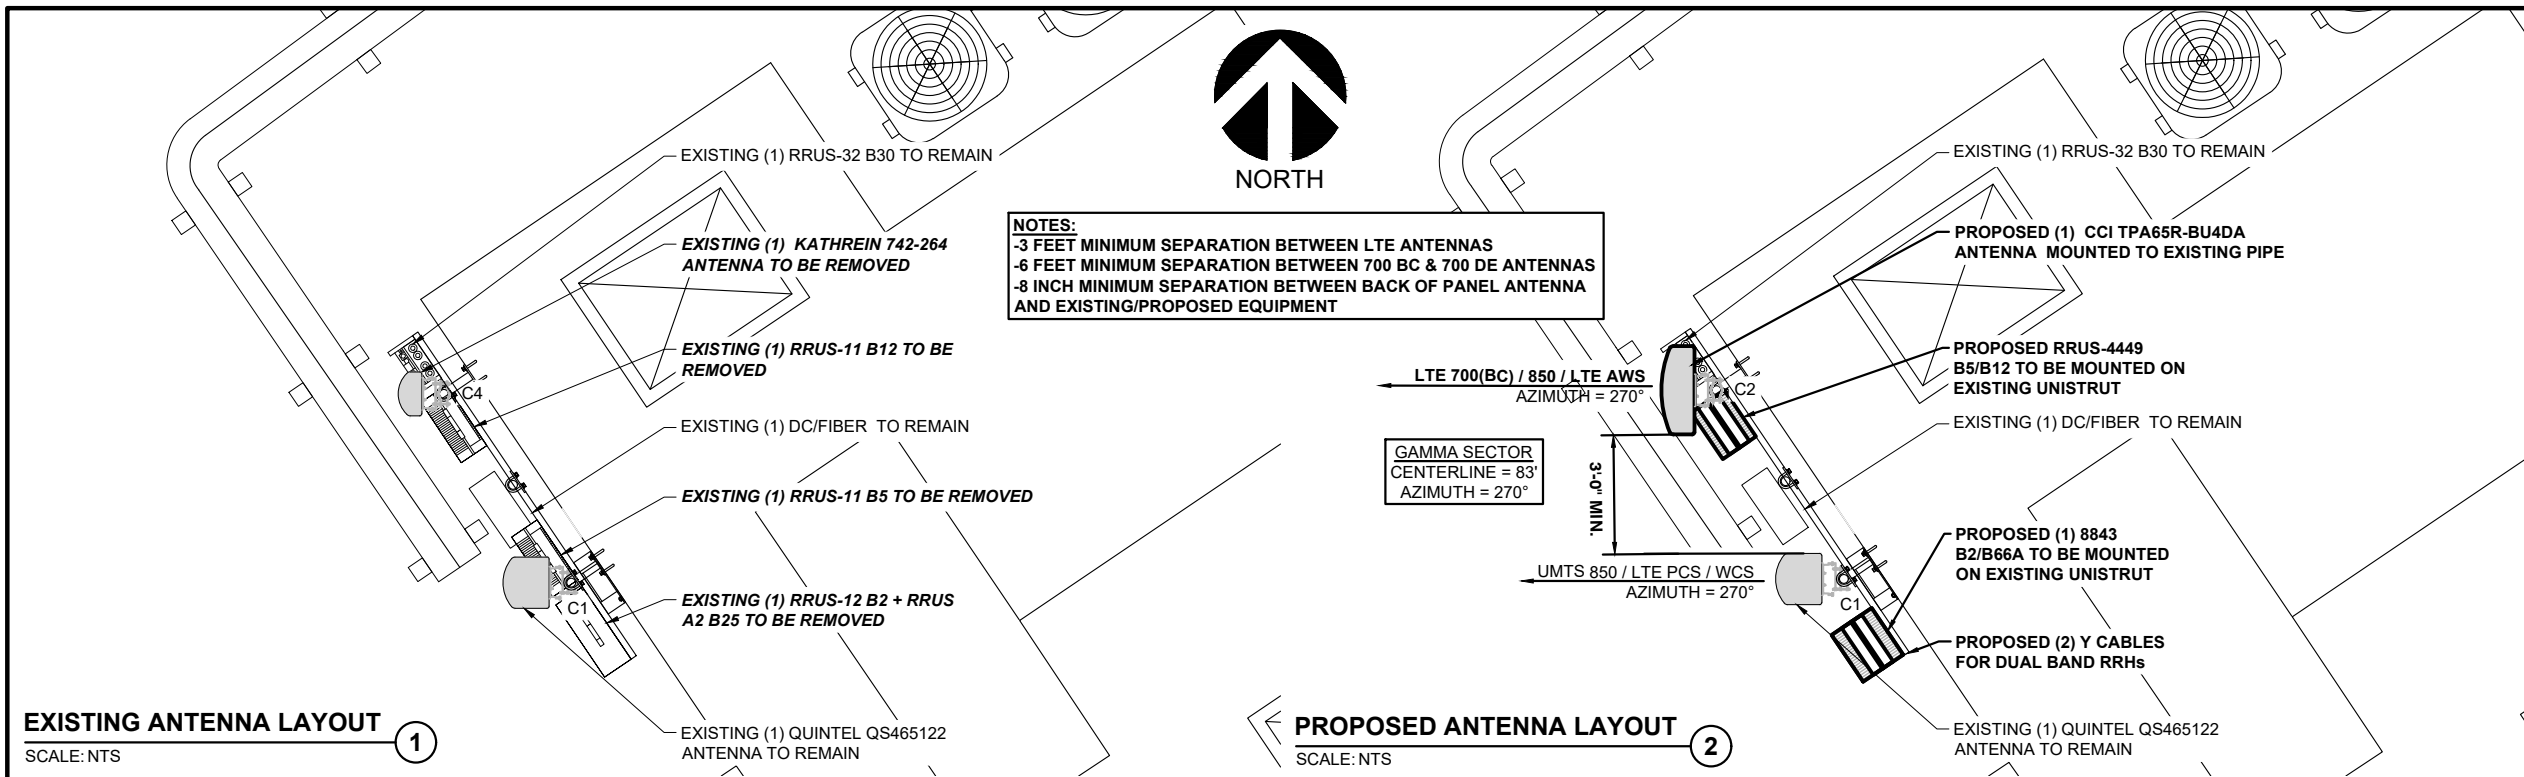 EXISTING (1) RRUS-32 B30 TO REMAIN
EXISTING (1) KATHREIN 742-264
ANTENNA TO BE REMOVED
EXISTING (1) RRUS-11 B12 TO BE
REMOVED
C4
EXISTING (1) DC/FIBER TO REMAIN
EXISTING (1) RRUS-11 B5 TO BE REMOVED
C1
EXISTING (1) RRUS-12 B2 + RRUS
A2 B25 TO BE REMOVED
EXISTING (1) QUINTEL QS465122
ANTENNA TO REMAIN
EXISTING ANTENNA LAYOUT
1
SCALE: NTS
NORTH
NOTES:
-3 FEET MINIMUM SEPARATION BETWEEN LTE ANTENNAS
-6 FEET MINIMUM SEPARATION BETWEEN 700 BC & 700 DE ANTENNAS
-8 INCH MINIMUM SEPARATION BETWEEN BACK OF PANEL ANTENNA
AND EXISTING/PROPOSED EQUIPMENT
EXISTING (1) RRUS-32 B30 TO REMAIN
PROPOSED (1) CCI TPA65R-BU4DA
ANTENNA MOUNTED TO EXISTING PIPE
PROPOSED RRUS-4449
B5/B12 TO BE MOUNTED ON
EXISTING UNISTRUT
LTE 700(BC) / 850 / LTE AWS
AZIMUTH = 270°
C2
EXISTING (1) DC/FIBER TO REMAIN
GAMMA SECTOR
CENTERLINE = 83'
AZIMUTH = 270°
3'-0" MIN.
PROPOSED (1) 8843
B2/B66A TO BE MOUNTED
ON EXISTING UNISTRUT
UMTS 850 / LTE PCS / WCS
AZIMUTH = 270°
C1
PROPOSED (2) Y CABLES
FOR DUAL BAND RRHs
EXISTING (1) QUINTEL QS465122
ANTENNA TO REMAIN
PROPOSED ANTENNA LAYOUT
2
SCALE: NTS